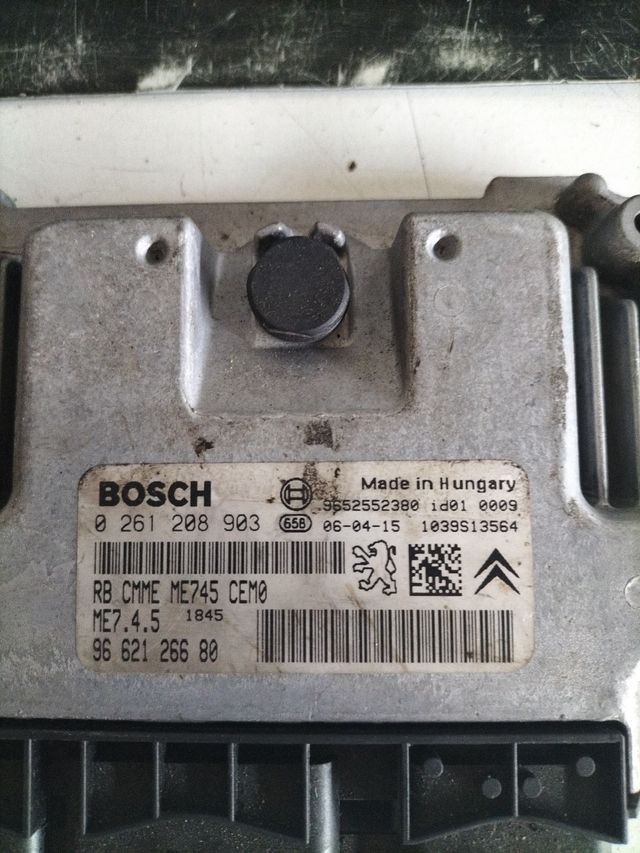 BOSCH
Made in Hungary
9652552380 id01 0009
0 261 208 903 658 06-04-15 1039S13564
RB CMME ME745 CEM0
ME7.4.5 1845
96 621 266 80